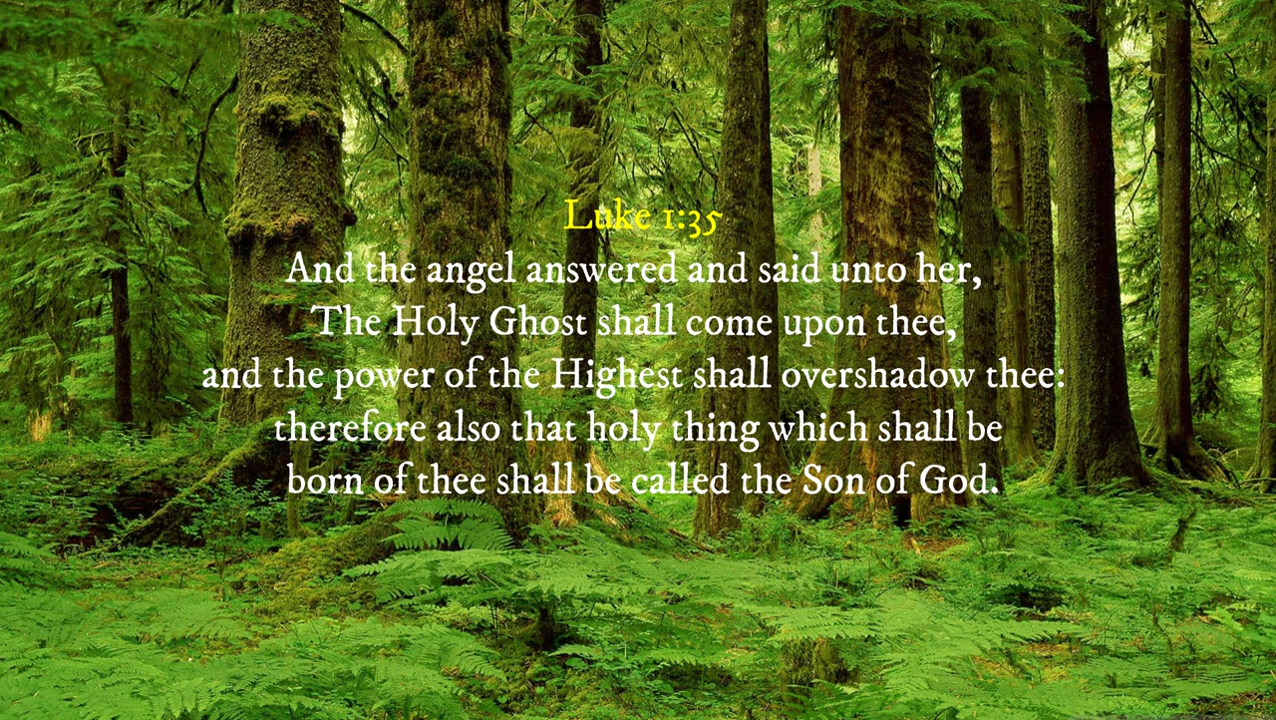 Luke 1:35
And the angel answered and said unto her,
The Holy Ghost shall come upon thee,
and the power of the Highest shall overshadow thee:
therefore also that holy thing which shall be
born of thee shall be called the Son of God.